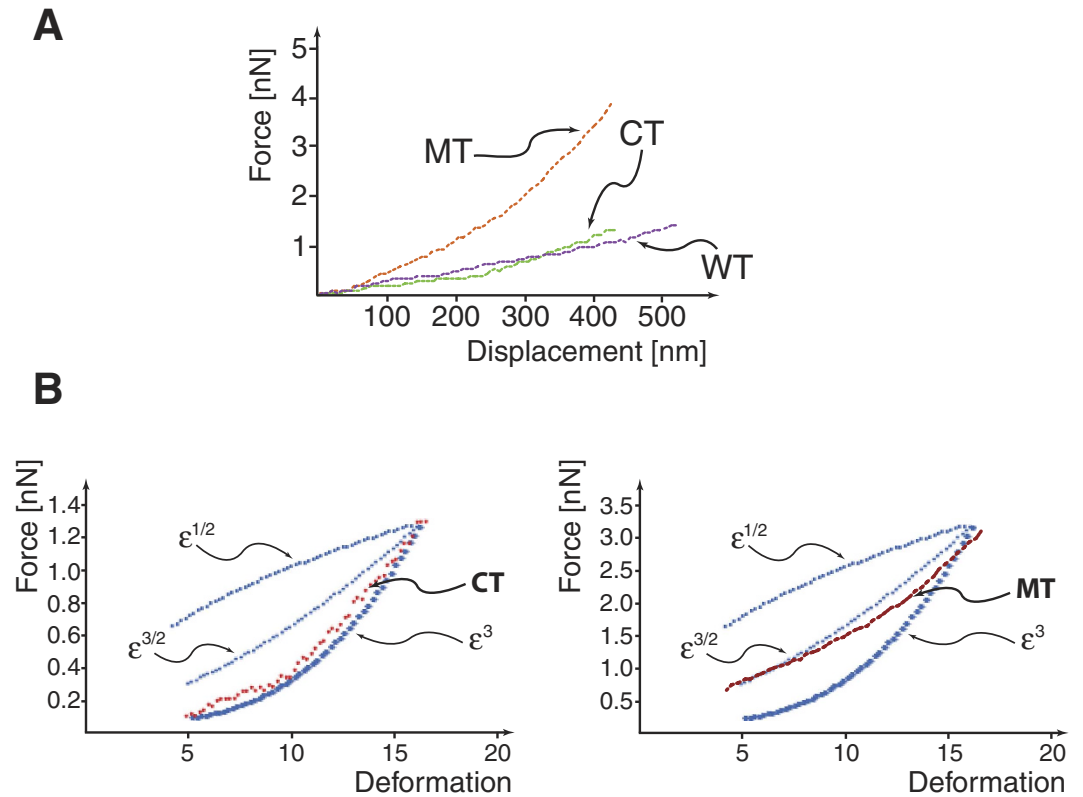 A
Force [nN]
5
4
3
2
1
MT
CT
WT
100 200 300 400 500
Displacement [nm]
B
Force [nN]
1.4
1.2
1.0
0.8
0.6
0.4
0.2
ε1/2
ε3/2
CT
ε3
5 10 15 20
Deformation
Force [nN]
3.5
3.0
2.5
2.0
1.5
1.0
0.5
ε1/2
ε3/2
MT
ε3
5 10 15 20
Deformation